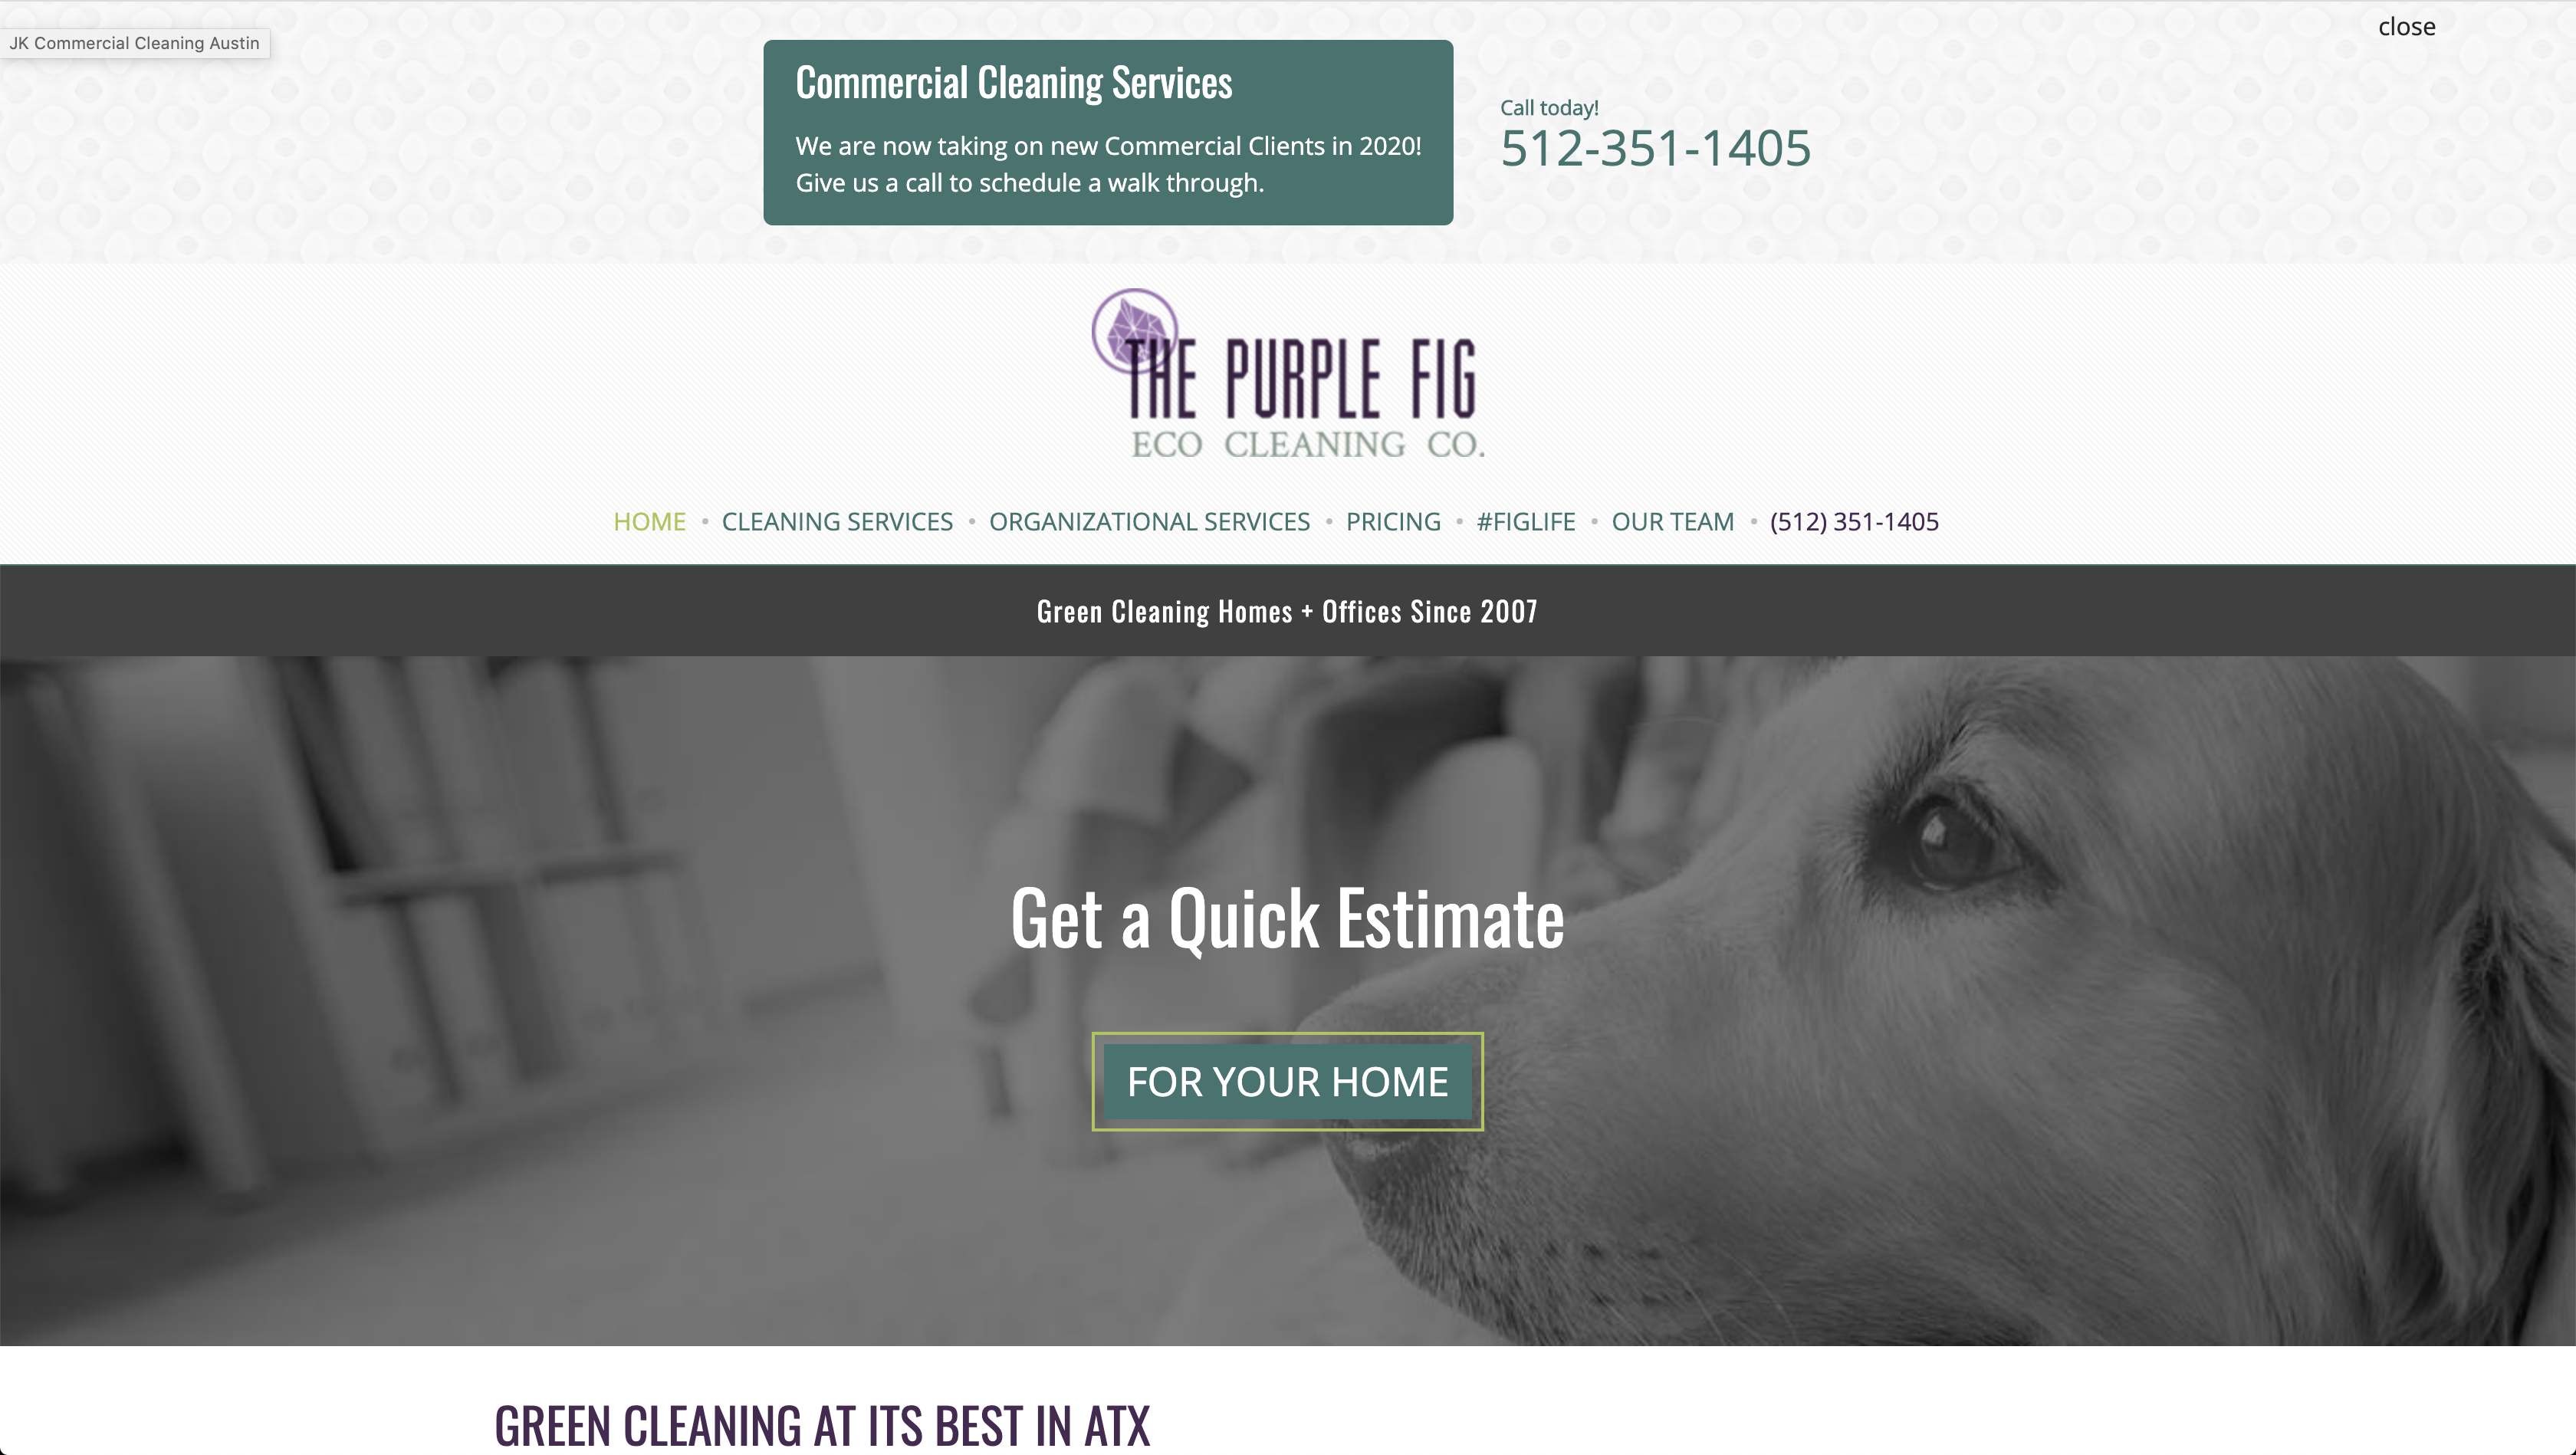 close
JK Commercial Cleaning Austin
Commercial Cleaning Services
We are now taking on new Commercial Clients in 2020!
Give us a call to schedule a walk through.
Call today!
512-351-1405
THE PURPLE FIG
ECO CLEANING CO.
HOME • CLEANING SERVICES • ORGANIZATIONAL SERVICES • PRICING • #FIGLIFE • OUR TEAM • (512) 351-1405
Green Cleaning Homes + Offices Since 2007
Get a Quick Estimate
FOR YOUR HOME
GREEN CLEANING AT ITS BEST IN ATX